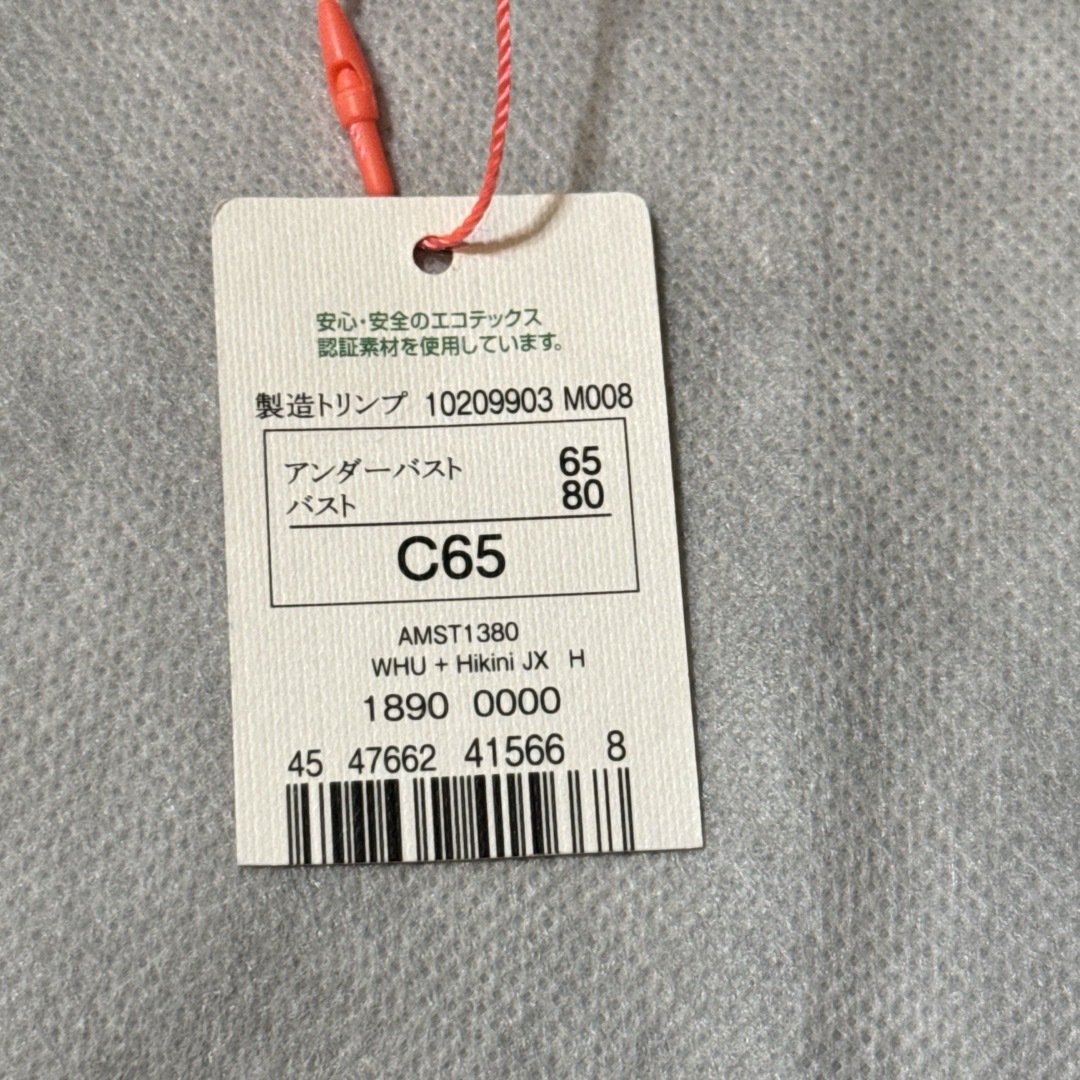 安心・安全のエコテックス
認証素材を使用しています。
製造トリンプ 10209903 M008
アンダーバスト 65
バスト 80
C65
AMST1380
WHU + Hikini JX H
1890 0000
45 47662 41566 8